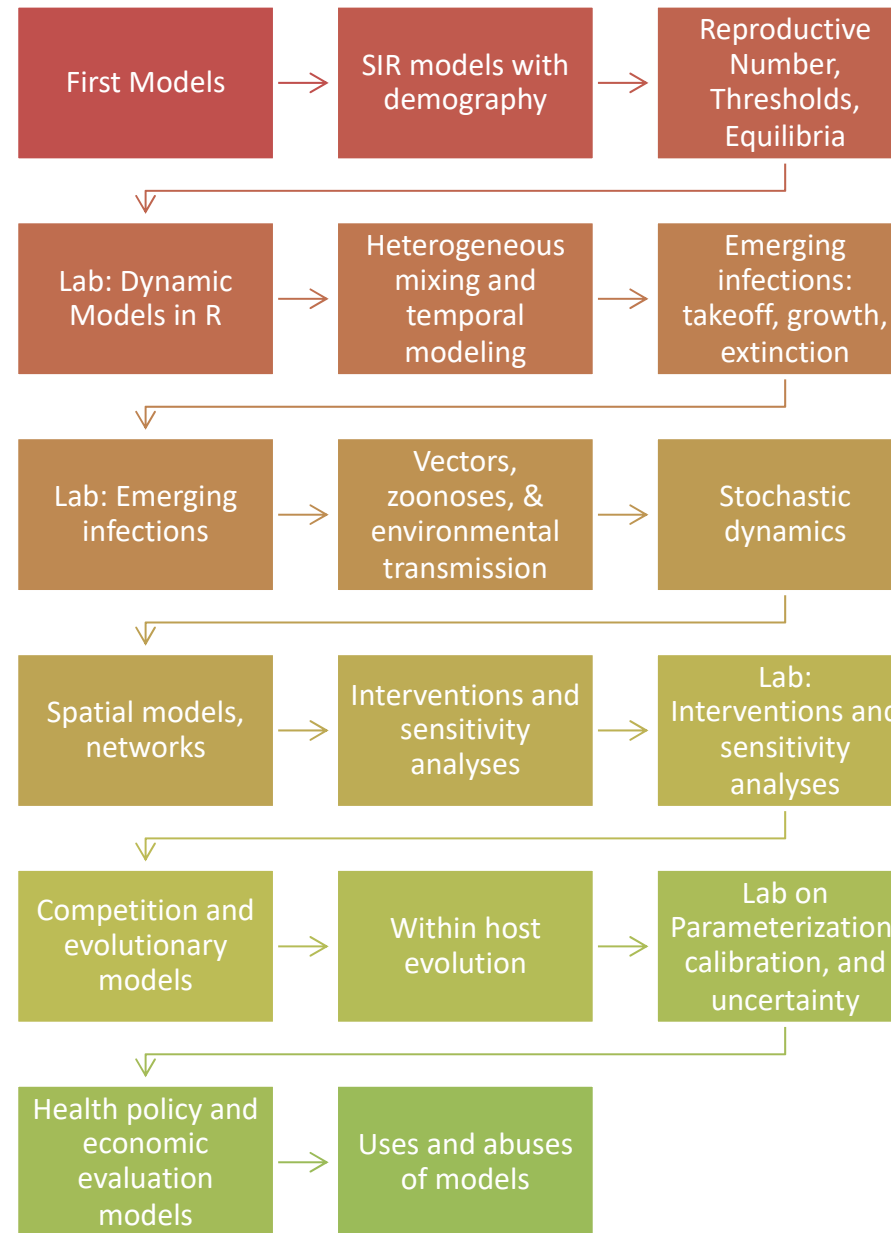 First Models
SIR models with
demography
Reproductive
Number,
Thresholds,
Equilibria
Lab: Dynamic
Models in R
Heterogeneous
mixing and
temporal
modeling
Emerging
infections:
takeoff, growth,
extinction
Lab: Emerging
infections
Vectors,
zoonoses, &
environmental
transmission
Stochastic
dynamics
Spatial models,
networks
Interventions and
sensitivity
analyses
Lab:
Interventions and
sensitivity
analyses
Competition and
evolutionary
models
Within host
evolution
Lab on
Parameterization
calibration, and
uncertainty
Health policy and
economic
evaluation
models
Uses and abuses
of models